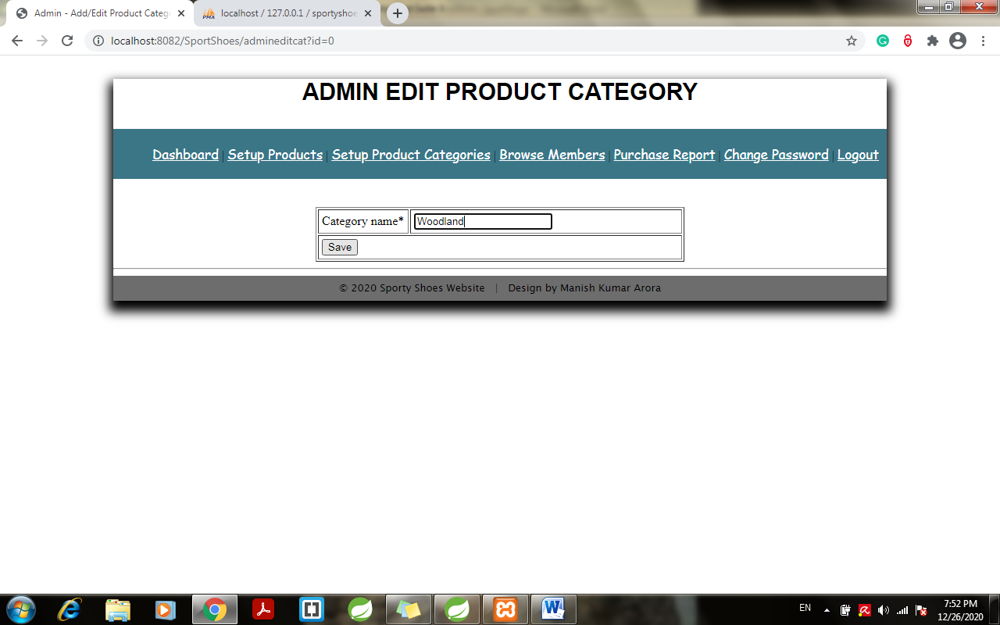 Admin - Add/Edit Product Categ
localhost / 127.0.0.1 / sportyshoe
localhost:8082/SportShoes/admineditcat?id=0
ADMIN EDIT PRODUCT CATEGORY
Dashboard | Setup Products | Setup Product Categories | Browse Members | Purchase Report | Change Password | Logout
Category name* Woodland
Save
© 2020 Sporty Shoes Website | Design by Manish Kumar Arora
EN
7:52 PM
12/26/2020